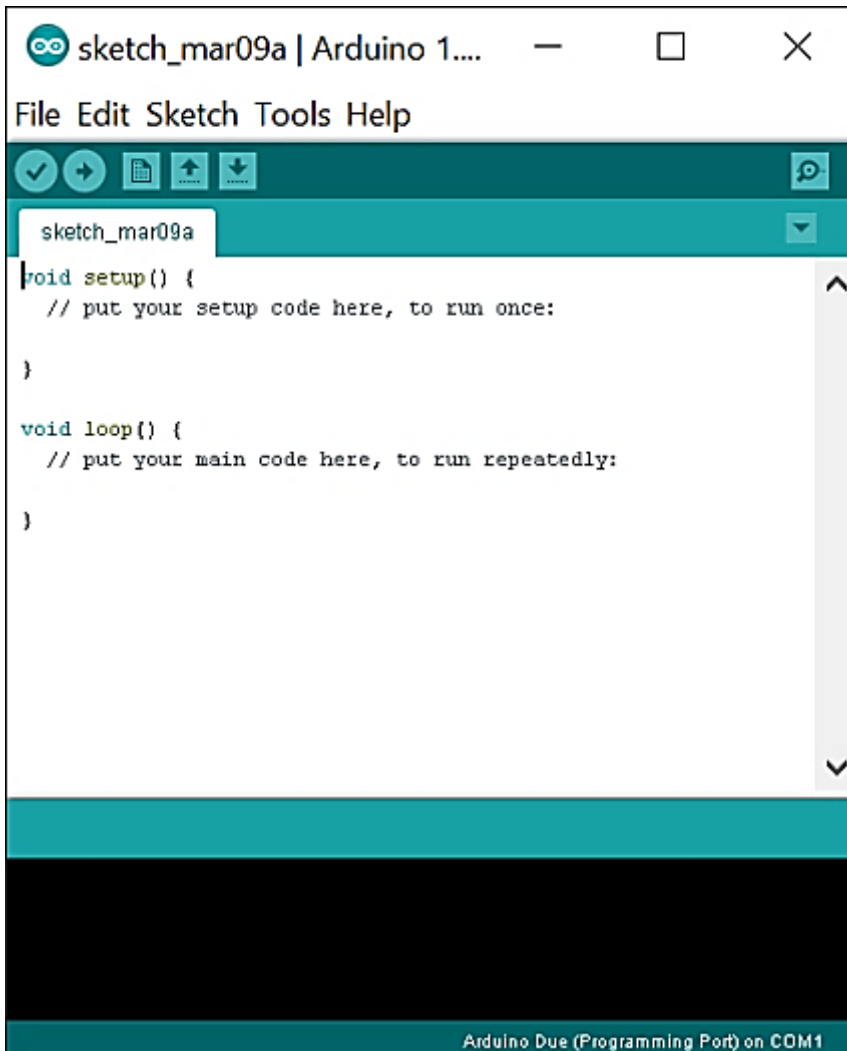 sketch_mar09a | Arduino 1....
File Edit Sketch Tools Help
sketch_mar09a
void setup() {
  // put your setup code here, to run once:
}
void loop() {
  // put your main code here, to run repeatedly:
}
Arduino Due (Programming Port) on COM1